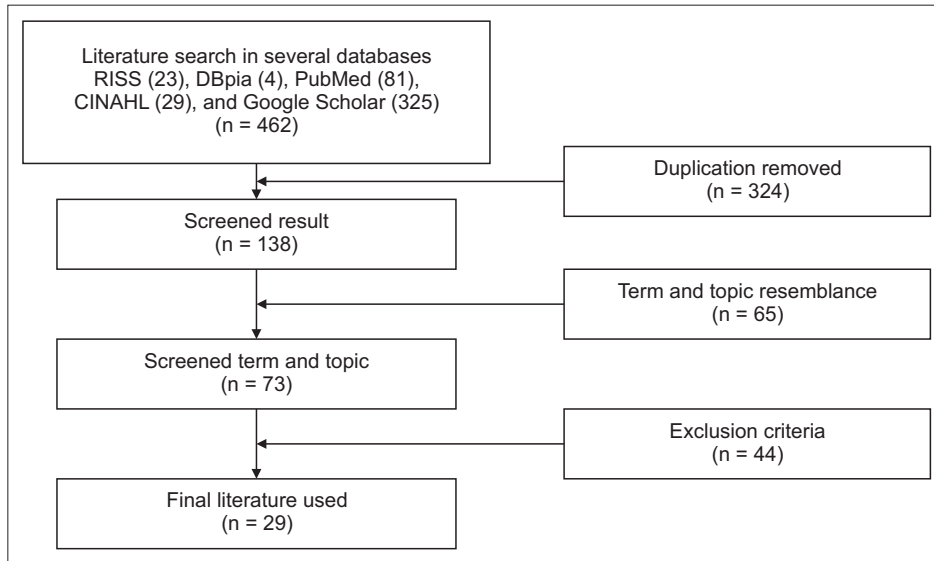 Literature search in several databases
RISS (23), DBpia (4), PubMed (81),
CINAHL (29), and Google Scholar (325)
(n = 462)
Duplication removed
(n = 324)
Screened result
(n = 138)
Term and topic resemblance
(n = 65)
Screened term and topic
(n = 73)
Exclusion criteria
(n = 44)
Final literature used
(n = 29)